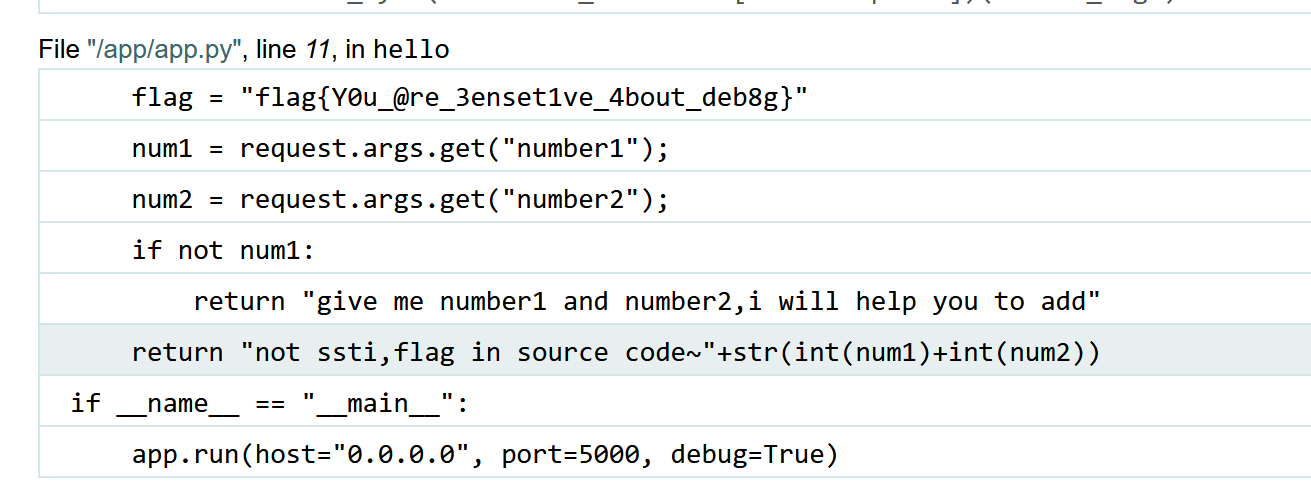 File "/app/app.py", line 11, in hello
flag = "flag{Y0u_@re_3enset1ve_4bout_deb8g}"
num1 = request.args.get("number1");
num2 = request.args.get("number2");
if not num1:
return "give me number1 and number2,i will help you to add"
return "not ssti,flag in source code~"+str(int(num1)+int(num2))
if __name__ == "__main__":
app.run(host="0.0.0.0", port=5000, debug=True)